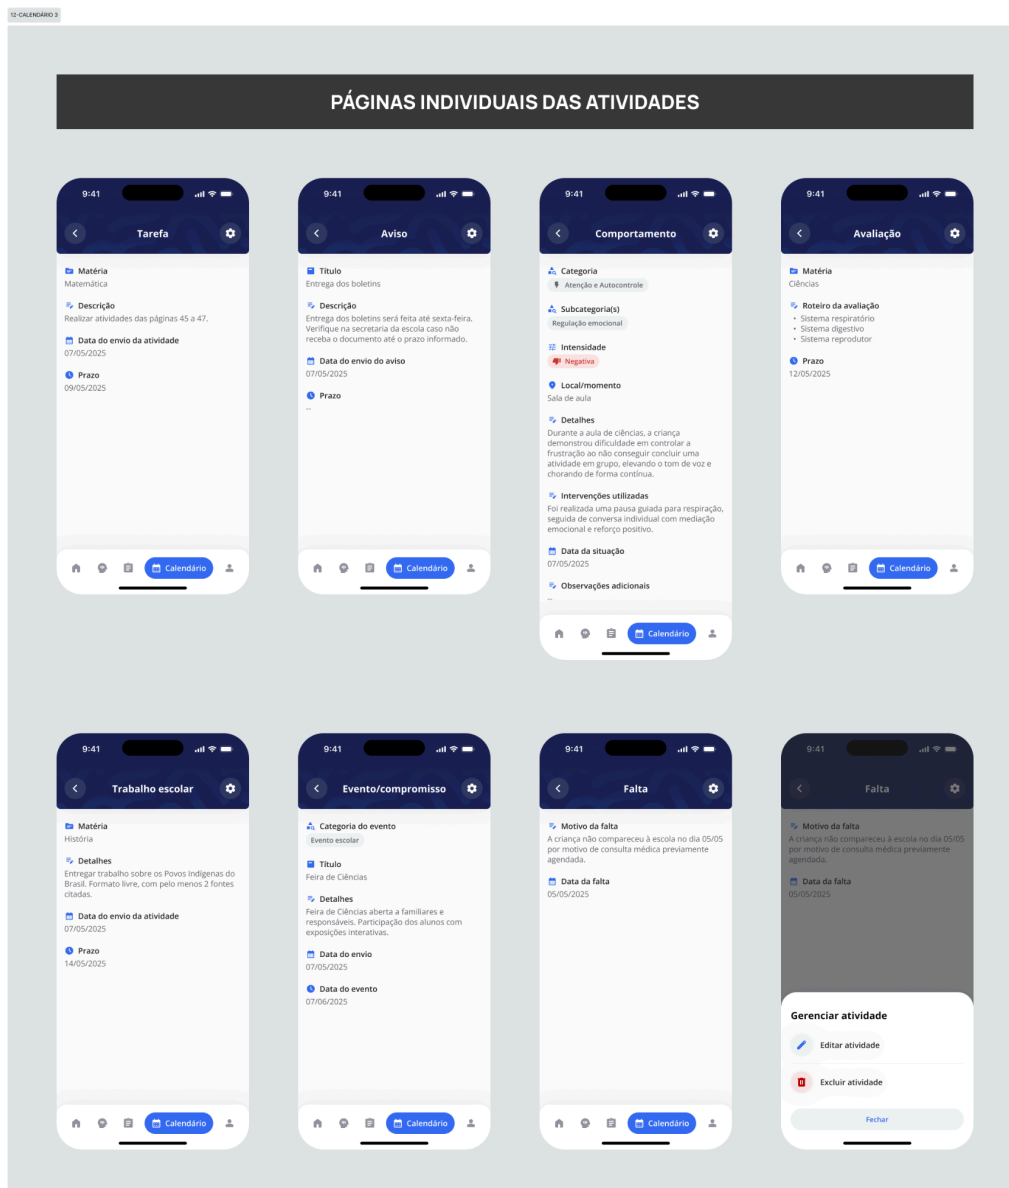 12-CALENDÁRIO 3
PÁGINAS INDIVIDUAIS DAS ATIVIDADES
9:41
Tarefa
Matéria
Matemática
Descrição
Realizar atividades das páginas 45 a 47.
Data do envio da atividade
07/05/2025
Prazo
09/05/2025
Calendário
9:41
Aviso
Título
Entrega dos boletins
Descrição
Entrega dos boletins será feita até sexta-feira.
Verifique na secretaria da escola caso não
receba o documento até o prazo informado.
Data do envio do aviso
07/05/2025
Prazo
--
Calendário
9:41
Comportamento
Categoria
Atenção e Autocontrole
Subcategoria(s)
Regulação emocional
Intensidade
Negativa
Local/momento
Sala de aula
Detalhes
Durante a aula de ciências, a criança
demonstrou dificuldade em controlar a
frustração ao não conseguir concluir uma
atividade em grupo, elevando o tom de voz e
chorando de forma contínua.
Intervenções utilizadas
Foi realizada uma pausa guiada para respiração,
seguida de conversa individual com mediação
emocional e reforço positivo.
Data da situação
07/05/2025
Observações adicionais
--
Calendário
9:41
Avaliação
Matéria
Ciências
Roteiro da avaliação
• Sistema respiratório
• Sistema digestivo
• Sistema reprodutor
Prazo
12/05/2025
Calendário
9:41
Trabalho escolar
Matéria
História
Detalhes
Entregar trabalho sobre os Povos Indígenas do
Brasil. Formato livre, com pelo menos 2 fontes
citadas.
Data do envio da atividade
07/05/2025
Prazo
14/05/2025
Calendário
9:41
Evento/compromisso
Categoria do evento
Evento escolar
Título
Feira de Ciências
Detalhes
Feira de Ciências aberta a familiares e
responsáveis. Participação dos alunos com
exposições interativas.
Data do envio
07/05/2025
Data do evento
07/06/2025
Calendário
9:41
Falta
Motivo da falta
A criança não compareceu à escola no dia 05/05
por motivo de consulta médica previamente
agendada.
Data da falta
05/05/2025
Calendário
9:41
Falta
Motivo da falta
A criança não compareceu à escola no dia 05/05
por motivo de consulta médica previamente
agendada.
Data da falta
05/05/2025
Gerenciar atividade
Editar atividade
Excluir atividade
Fechar